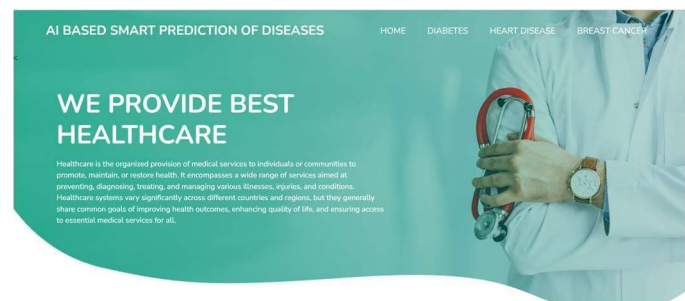 AI BASED SMART PREDICTION OF DISEASES
HOME DIABETES HEART DISEASE BREAST CANCER
<
WE PROVIDE BEST
HEALTHCARE
Healthcare is the organized provision of medical services to individuals or communities to
promote, maintain, or restore health. It encompasses a wide range of services aimed at
preventing, diagnosing, treating, and managing various illnesses, injuries, and conditions.
Healthcare systems vary significantly across different countries and regions, but they generally
share common goals of improving health outcomes, enhancing quality of life, and ensuring access
to essential medical services for all.